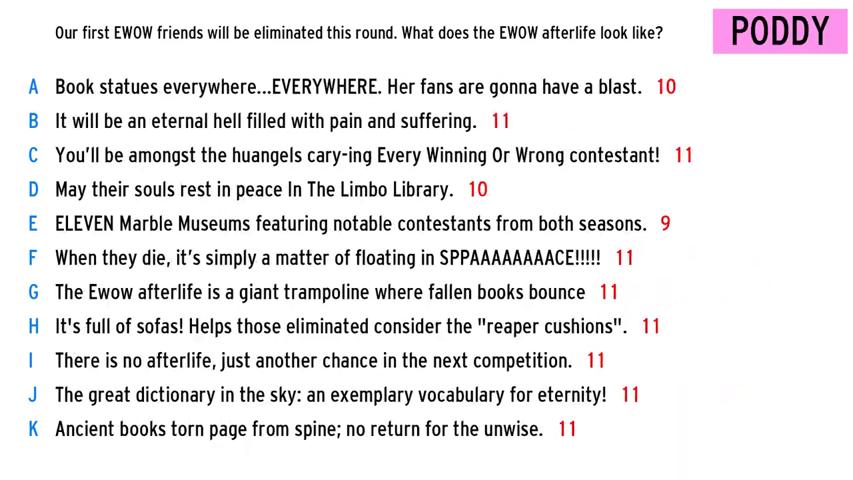 Our first EWOW friends will be eliminated this round. What does the EWOW afterlife look like?
PODDY
A Book statues everywhere...EVERYWHERE. Her fans are gonna have a blast. 10
B It will be an eternal hell filled with pain and suffering. 11
C You'll be amongst the huangels cary-ing Every Winning Or Wrong contestant! 11
D May their souls rest in peace In The Limbo Library. 10
E ELEVEN Marble Museums featuring notable contestants from both seasons. 9
F When they die, it's simply a matter of floating in SPPAAAAAAAACE!!!!! 11
G The Ewow afterlife is a giant trampoline where fallen books bounce 11
H It's full of sofas! Helps those eliminated consider the "reaper cushions". 11
I There is no afterlife, just another chance in the next competition. 11
J The great dictionary in the sky: an exemplary vocabulary for eternity! 11
K Ancient books torn page from spine; no return for the unwise. 11